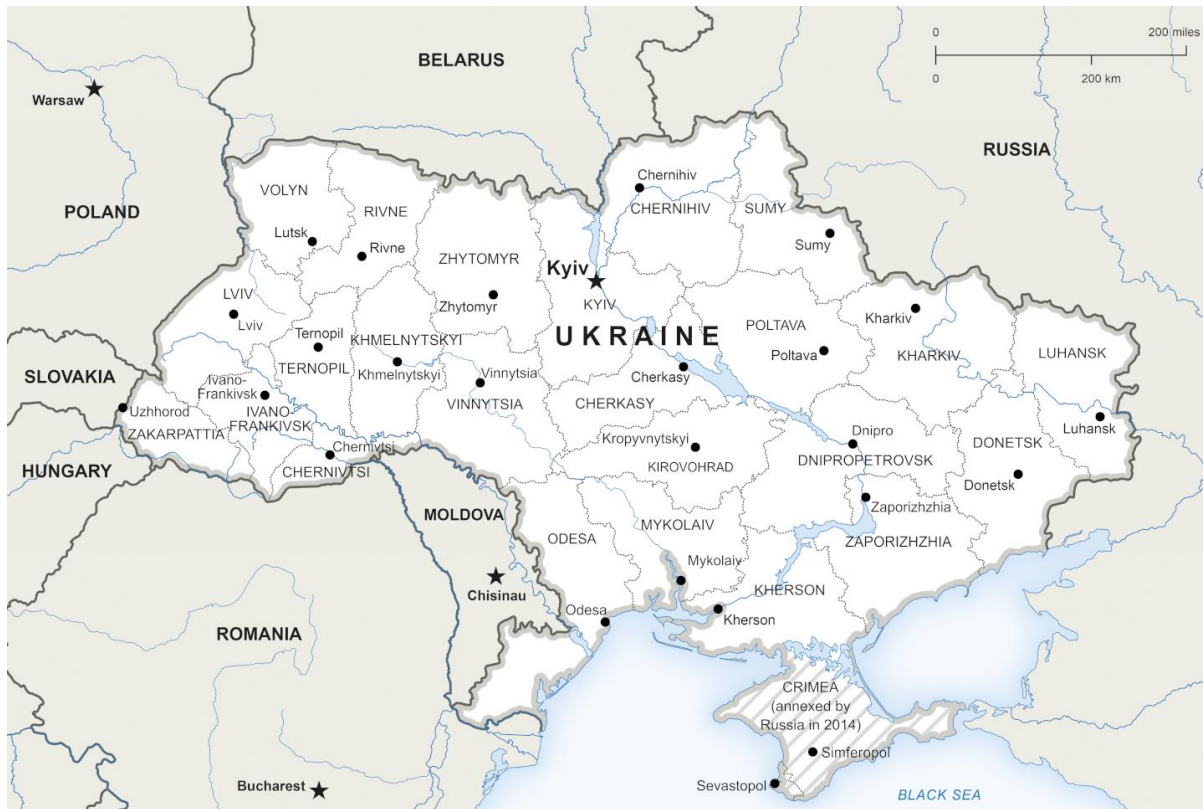 0 200 miles
0 200 km
BELARUS
Warsaw
RUSSIA
POLAND
Chernihiv
CHERNIHIV
SUMY
Sumy
VOLYN
RIVNE
Lutsk
Rivne
ZHYTOMYR
Zhytomyr
Kyiv
KYIV
UKRAINE
LVIV
Lviv
Ternopil
TERNOPIL
KHMELNYTSKYI
Khmelnytskyi
Vinnytsia
VINNYTSIA
Cherkasy
CHERKASY
POLTAVA
Poltava
Kharkiv
KHARKIV
LUHANSK
Luhansk
SLOVAKIA
Uzhhorod
ZAKARPATTIA
Ivano-
Frankivsk
IVANO-
FRANKIVSK
Chernivtsi
CHERNIVTSI
HUNGARY
Kropyvnytskyi
KIROVOHRAD
Dnipro
DNIPROPETROVSK
DONETSK
Donetsk
Zaporizhzhia
ZAPORIZHZHIA
MOLDOVA
Chisinau
ODESA
Odesa
MYKOLAIV
Mykolaiv
KHERSON
Kherson
ROMANIA
Bucharest
CRIMEA
(annexed by
Russia in 2014)
Simferopol
Sevastopol
BLACK SEA